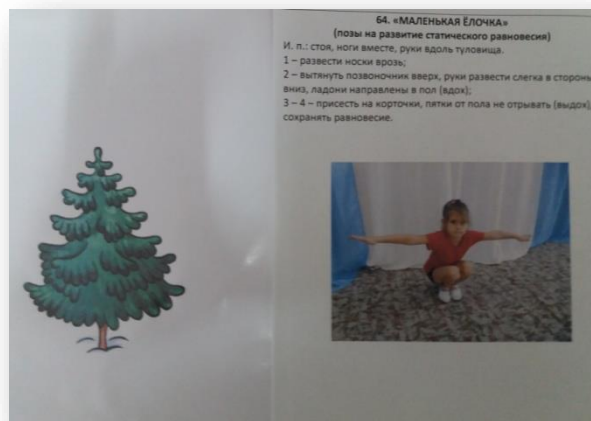 64. «МАЛЕНЬКАЯ ЁЛОЧКА»
(позы на развитие статического равновесия)
И. п.: стоя, ноги вместе, руки вдоль туловища.
1 – развести носки врозь;
2 – вытянуть позвоночник вверх, руки развести слегка в стороны
вниз, ладони направлены в пол (вдох);
3 – 4 – присесть на корточки, пятки от пола не отрывать (выдох),
сохранять равновесие.